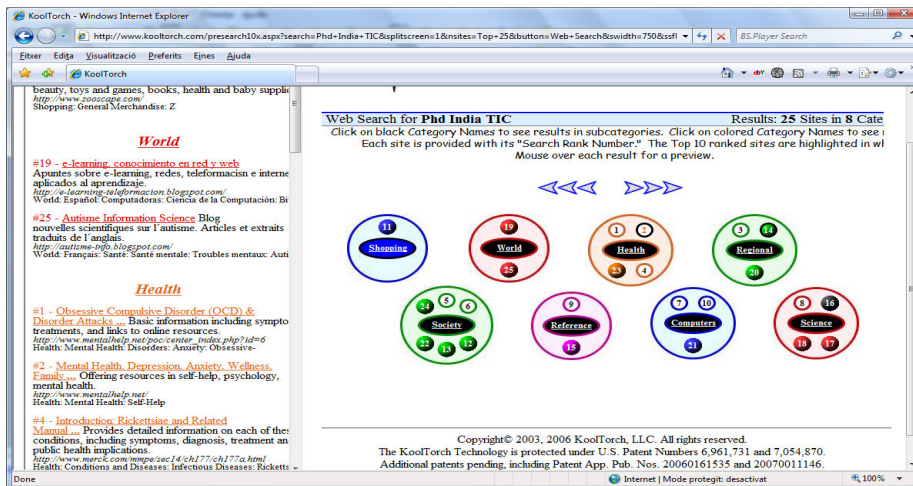 KoolTorch - Windows Internet Explorer
http://www.kooltorch.com/presearch10x.aspx?search=Phd+India+TIC&splitscreen=1&nsites=Top+25&button=Web+Search&swidth=750&ssfl
BS.Player Search
Fitxer Edita Visualització Preferits Eines Ajuda
KoolTorch
beauty, toys and games, books, health and baby supplie
http://www.zooscape.com/
Shopping: General Merchandise: Z
World
#19 - e-learning, conocimiento en red y web
Apuntes sobre e-learning, redes, teleformacisn e interne
aplicados al aprendizaje.
http://e-learning-teleformacion.blogspot.com/
World: Español: Computadoras: Ciencia de la Computación: Bi
#25 - Autisme Information Science Blog
nouvelles scientifiques sur l´autisme. Articles et extraits
traduits de l´anglais.
http://autisme-info.blogspot.com/
World: Français: Santé: Santé mentale: Troubles mentaux: Auti
Health
#1 - Obsessive Compulsive Disorder (OCD) &
Disorder Attacks ... Basic information including sympto
treatments, and links to online resources.
http://www.mentalhelp.net/poc/center_index.php?id=6
Health: Mental Health: Disorders: Anxiety: Obsessive-
#2 - Mental Health, Depression, Anxiety, Wellness,
Family ... Offering resources in self-help, psychology,
mental health.
http://www.mentalhelp.net/
Health: Mental Health: Self-Help
#4 - Introduction: Rickettsiae and Related
Manual ... Provides detailed information on each of thes
conditions, including symptoms, diagnosis, treatment an
public health implications.
http://www.merck.com/mmpe/sec14/ch177/ch177a.html
Health: Conditions and Diseases: Infectious Diseases: Ricketts
Web Search for Phd India TIC Results: 25 Sites in 8 Cate
Click on black Category Names to see results in subcategories. Click on colored Category Names to see r
Each site is provided with its "Search Rank Number." The Top 10 ranked sites are highlighted in wh
Mouse over each result for a preview.
11 19 1 2 3 14
Shopping World Health Regional
25 23 4 20
24 5 6 9 7 10 8 16
Society Reference Computers Science
22 13 12 15 21 18 17
Copyright© 2003, 2006 KoolTorch, LLC. All rights reserved.
The KoolTorch Technology is protected under U.S. Patent Numbers 6,961,731 and 7,054,870.
Additional patents pending, including Patent App. Pub. Nos. 20060161535 and 20070011146.
Done Internet | Mode protegit: desactivat 100%